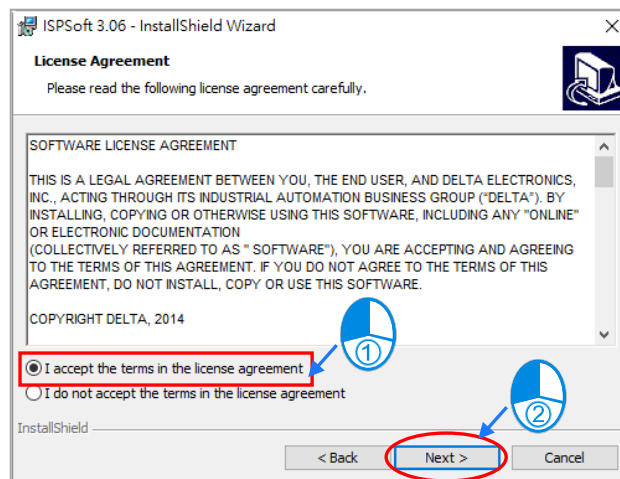 ISPSoft 3.06 - InstallShield Wizard
License Agreement
Please read the following license agreement carefully.
SOFTWARE LICENSE AGREEMENT
THIS IS A LEGAL AGREEMENT BETWEEN YOU, THE END USER, AND DELTA ELECTRONICS,
INC., ACTING THROUGH ITS INDUSTRIAL AUTOMATION BUSINESS GROUP (“DELTA”). BY
INSTALLING, COPYING OR OTHERWISE USING THIS SOFTWARE, INCLUDING ANY "ONLINE"
OR ELECTRONIC DOCUMENTATION
(COLLECTIVELY REFERRED TO AS " SOFTWARE"), YOU ARE ACCEPTING AND AGREEING
TO THE TERMS OF THIS AGREEMENT. IF YOU DO NOT AGREE TO THE TERMS OF THIS
AGREEMENT, DO NOT INSTALL, COPY OR USE THIS SOFTWARE.
COPYRIGHT DELTA, 2014
①
I accept the terms in the license agreement
I do not accept the terms in the license agreement
②
InstallShield
< Back Next > Cancel